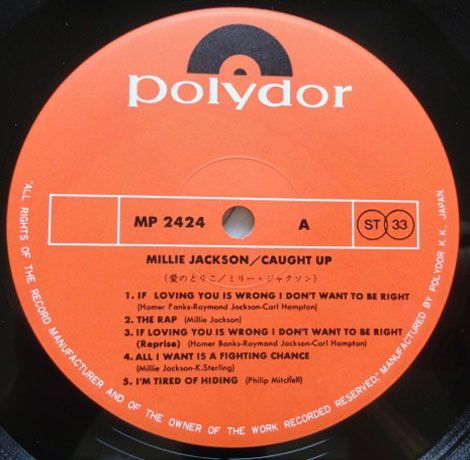 polydor
MP 2424 A ST 33
MILLIE JACKSON/CAUGHT UP
(愛のとりこ/ミリー・ジャクソン)
1. IF LOVING YOU IS WRONG I DON'T WANT TO BE RIGHT
(Homer Banks-Raymond Jackson-Carl Hampton)
2. THE RAP (Millie Jackson)
3. IF LOVING YOU IS WRONG I DON'T WANT TO BE RIGHT
(Reprise) (Homer Banks-Raymond Jackson-Carl Hampton)
4. ALL I WANT IS A FIGHTING CHANCE
(Millie Jackson-K.Sterling)
5. I'M TIRED OF HIDING (Philip Mitchell)
"ALL RIGHTS OF THE RECORD MANUFACTURER AND OF THE OWNER OF THE WORK RECORDED RESERVED." MANUFACTURED BY POLYDOR K.K., JAPAN.